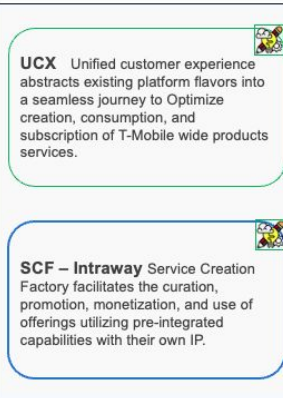 UCX Unified customer experience
abstracts existing platform flavors into
a seamless journey to Optimize
creation, consumption, and
subscription of T-Mobile wide products
services.
SCF – Intraway Service Creation
Factory facilitates the curation,
promotion, monetization, and use of
offerings utilizing pre-integrated
capabilities with their own IP.